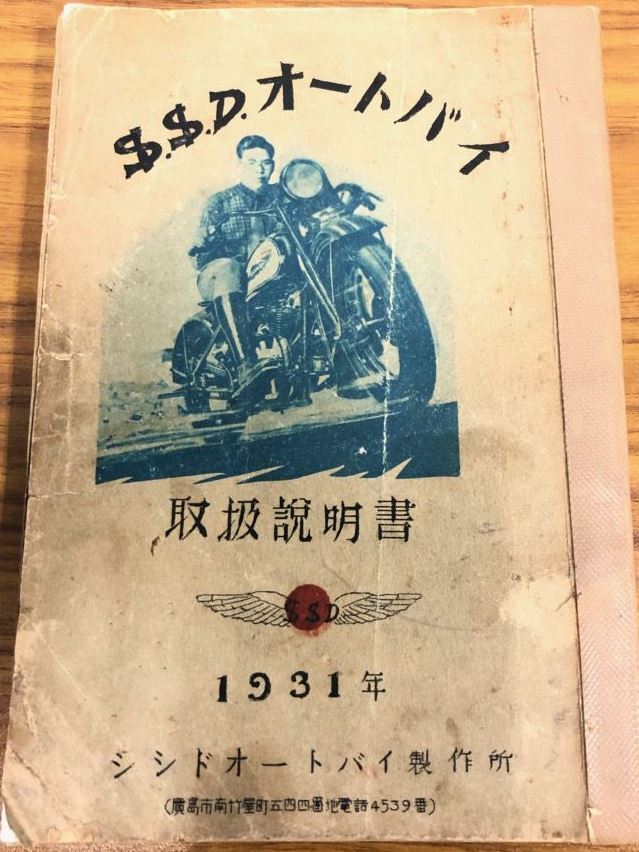 S.S.D.オートバイ
取扱説明書
SSD
1931年
シシドオートバイ製作所
(廣島市南竹屋町五四四番地電話4539番)